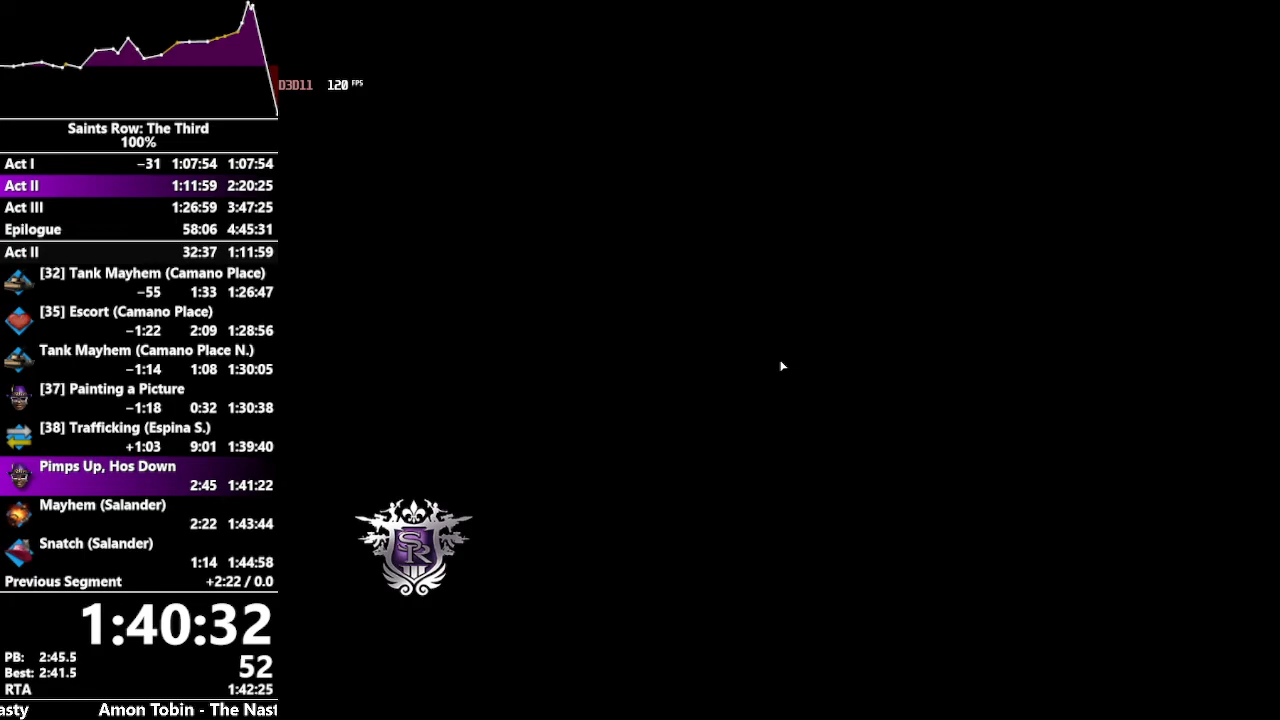 D3D11 120 FPS
Saints Row: The Third
100%
Act I −31 1:07:54 1:07:54
Act II 1:11:59 2:20:25
Act III 1:26:59 3:47:25
Epilogue 58:06 4:45:31
Act II 32:37 1:11:59
[32] Tank Mayhem (Camano Place)
−55 1:33 1:26:47
[35] Escort (Camano Place)
−1:22 2:09 1:28:56
Tank Mayhem (Camano Place N.)
−1:14 1:08 1:30:05
[37] Painting a Picture
−1:18 0:32 1:30:38
[38] Trafficking (Espina S.)
+1:03 9:01 1:39:40
Pimps Up, Hos Down
2:45 1:41:22
Mayhem (Salander)
2:22 1:43:44
Snatch (Salander)
1:14 1:44:58
Previous Segment +2:22 / 0.0
1:40:32
PB: 2:45.5
Best: 2:41.5
52
RTA 1:42:25
asty Amon Tobin - The Nast
SR